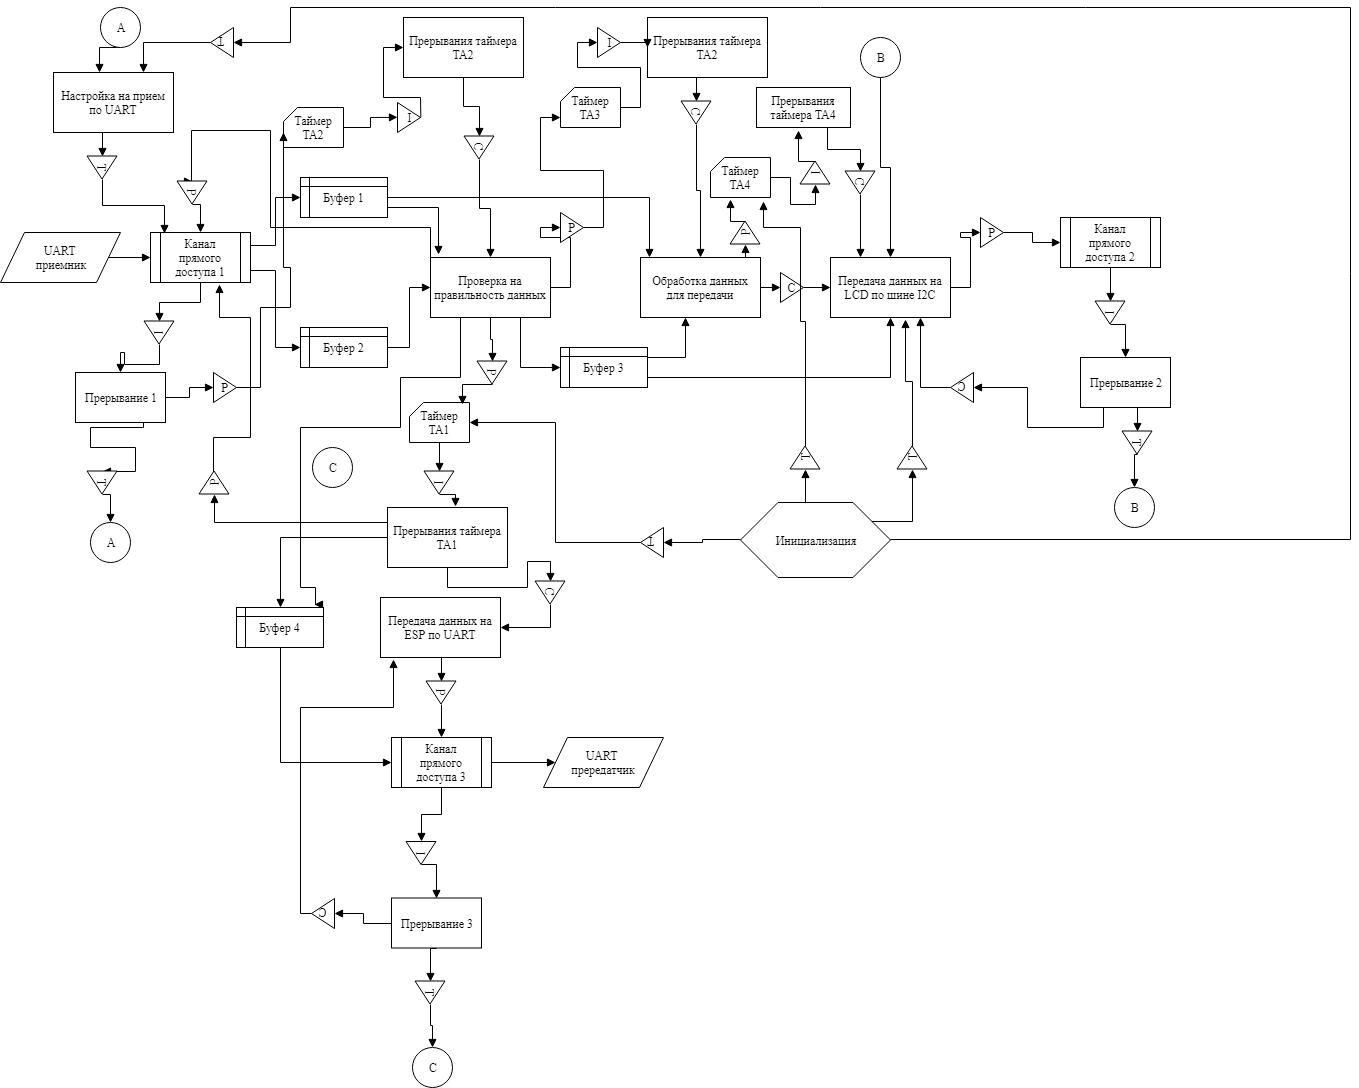 A
T
Прерывания таймера
TA2
I
Прерывания таймера
TA2
B
Настройка на прием
по UART
Таймер
TA2
I
Таймер
TA3
C
Прерывания
таймера TA4
C
T
P
Таймер
TA4
I
C
Буфер 1
P
P
P
Канал
прямого
доступа 2
UART
приемник
Канал
прямого
доступа 1
Проверка на
правильность данных
Обработка данных
для передачи
C
Передача данных на
LCD по шине I2C
I
I
Буфер 2
P
Буфер 3
Прерывание 2
Прерывание 1
P
C
Таймер
TA1
T
C
T
T
T
P
I
B
A
Прерывания таймера
TA1
T
Инициализация
C
Буфер 4
Передача данных на
ESP по UART
P
Канал
прямого
доступа 3
UART
прередатчик
I
C
Прерывание 3
T
C